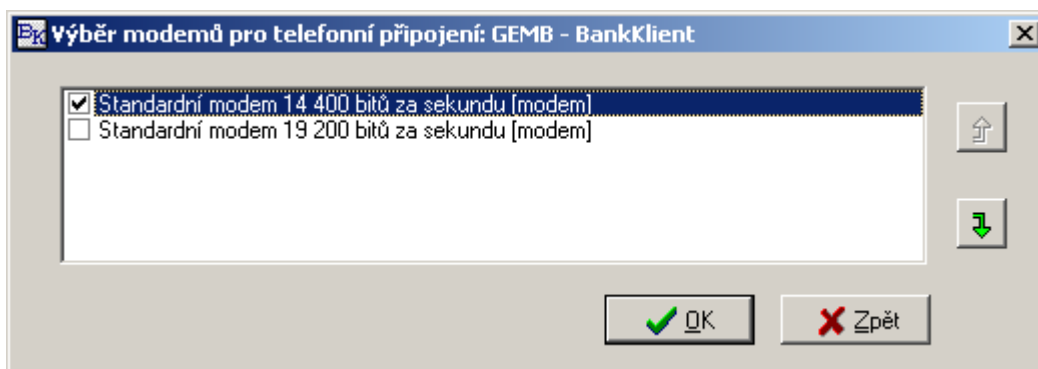 BK Výběr modemů pro telefonní připojení: GEMB - BankKlient
Standardní modem 14 400 bitů za sekundu [modem]
Standardní modem 19 200 bitů za sekundu [modem]
OK
Zpět